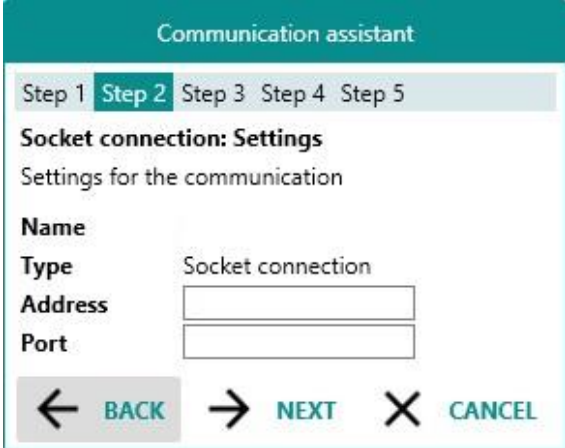 Communication assistant
Step 1 Step 2 Step 3 Step 4 Step 5
Socket connection: Settings
Settings for the communication
Name
Type Socket connection
Address
Port
BACK NEXT CANCEL